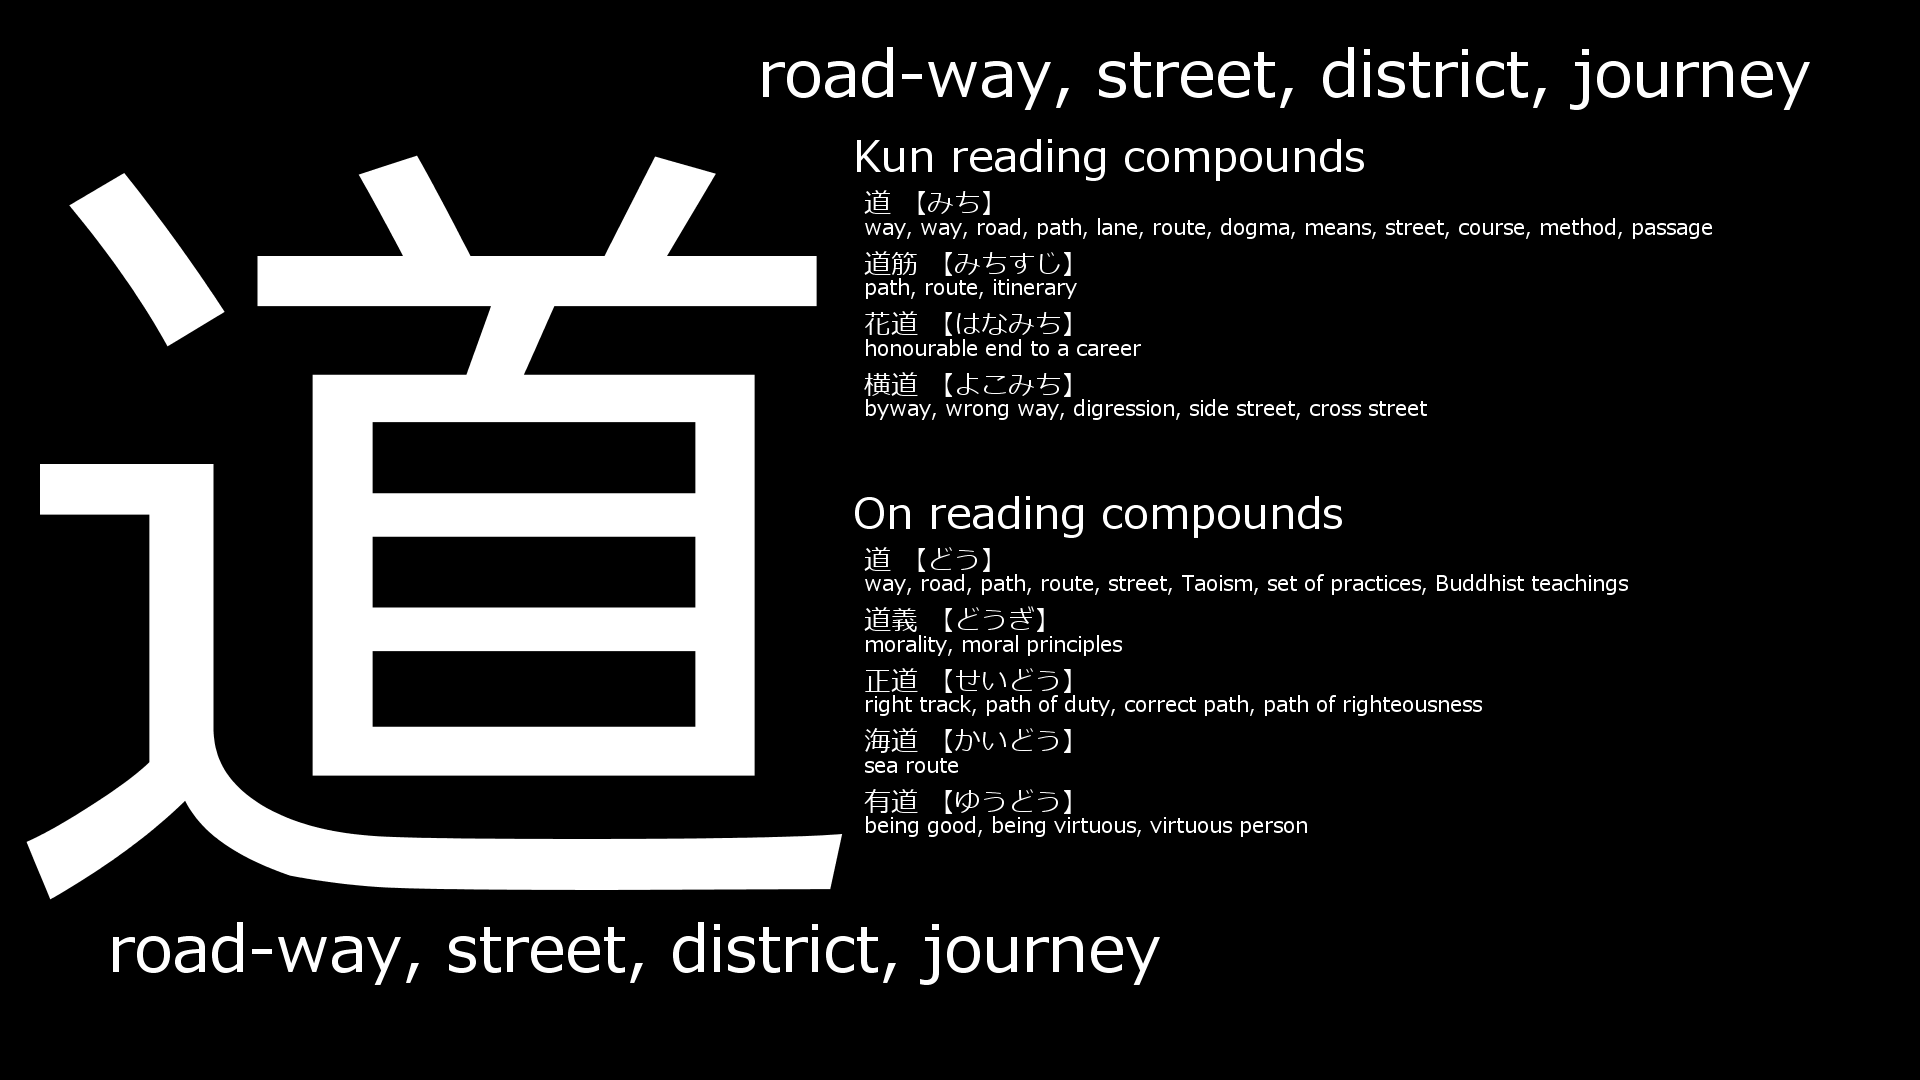 road-way, street, district, journey
道
Kun reading compounds
道 【みち】
way, way, road, path, lane, route, dogma, means, street, course, method, passage
道筋 【みちすじ】
path, route, itinerary
花道 【はなみち】
honourable end to a career
横道 【よこみち】
byway, wrong way, digression, side street, cross street
On reading compounds
道 【どう】
way, road, path, route, street, Taoism, set of practices, Buddhist teachings
道義 【どうぎ】
morality, moral principles
正道 【せいどう】
right track, path of duty, correct path, path of righteousness
海道 【かいどう】
sea route
有道 【ゆうどう】
being good, being virtuous, virtuous person
road-way, street, district, journey